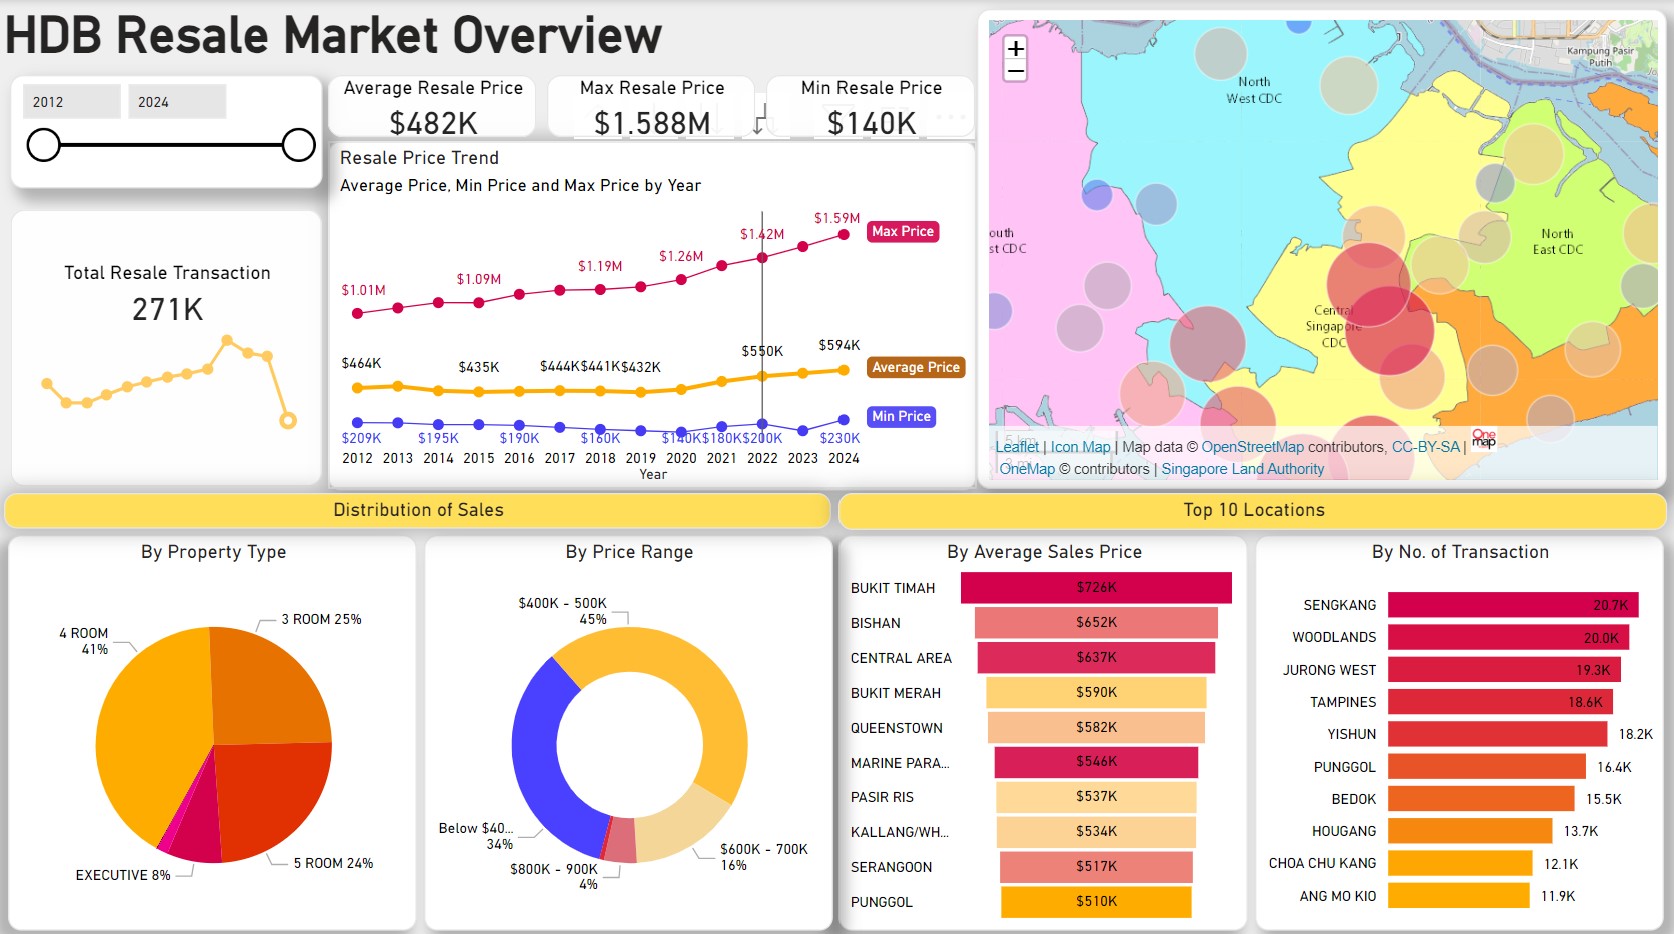 HDB Resale Market Overview
2012
2024
Average Resale Price
$482K
Max Resale Price
$1.588M
Min Resale Price
$140K
Total Resale Transaction
271K
Resale Price Trend
Average Price, Min Price and Max Price by Year
$1.01M
$1.09M
$1.19M
$1.26M
$1.42M
$1.59M
Max Price
$464K
$435K
$444K
$441K
$432K
$550K
$594K
Average Price
Min Price
$209K
$195K
$190K
$160K
$140K
$180K
$200K
$230K
2012 2013 2014 2015 2016 2017 2018 2019 2020 2021 2022 2023 2024
Year
+
−
Kampung Pasir
Putih
North
West CDC
outh
st CDC
North
East CDC
Central
Singapore
CDC
5 km
Leaflet | Icon Map | Map data © OpenStreetMap contributors, CC-BY-SA |
One
map
OneMap © contributors | Singapore Land Authority
Distribution of Sales
By Property Type
4 ROOM
41%
3 ROOM 25%
5 ROOM 24%
EXECUTIVE 8%
By Price Range
$400K - 500K
45%
Below $40...
34%
$800K - 900K
4%
$600K - 700K
16%
Top 10 Locations
By Average Sales Price
BUKIT TIMAH $726K
BISHAN $652K
CENTRAL AREA $637K
BUKIT MERAH $590K
QUEENSTOWN $582K
MARINE PARA... $546K
PASIR RIS $537K
KALLANG/WH... $534K
SERANGOON $517K
PUNGGOL $510K
By No. of Transaction
SENGKANG 20.7K
WOODLANDS 20.0K
JURONG WEST 19.3K
TAMPINES 18.6K
YISHUN 18.2K
PUNGGOL 16.4K
BEDOK 15.5K
HOUGANG 13.7K
CHOA CHU KANG 12.1K
ANG MO KIO 11.9K